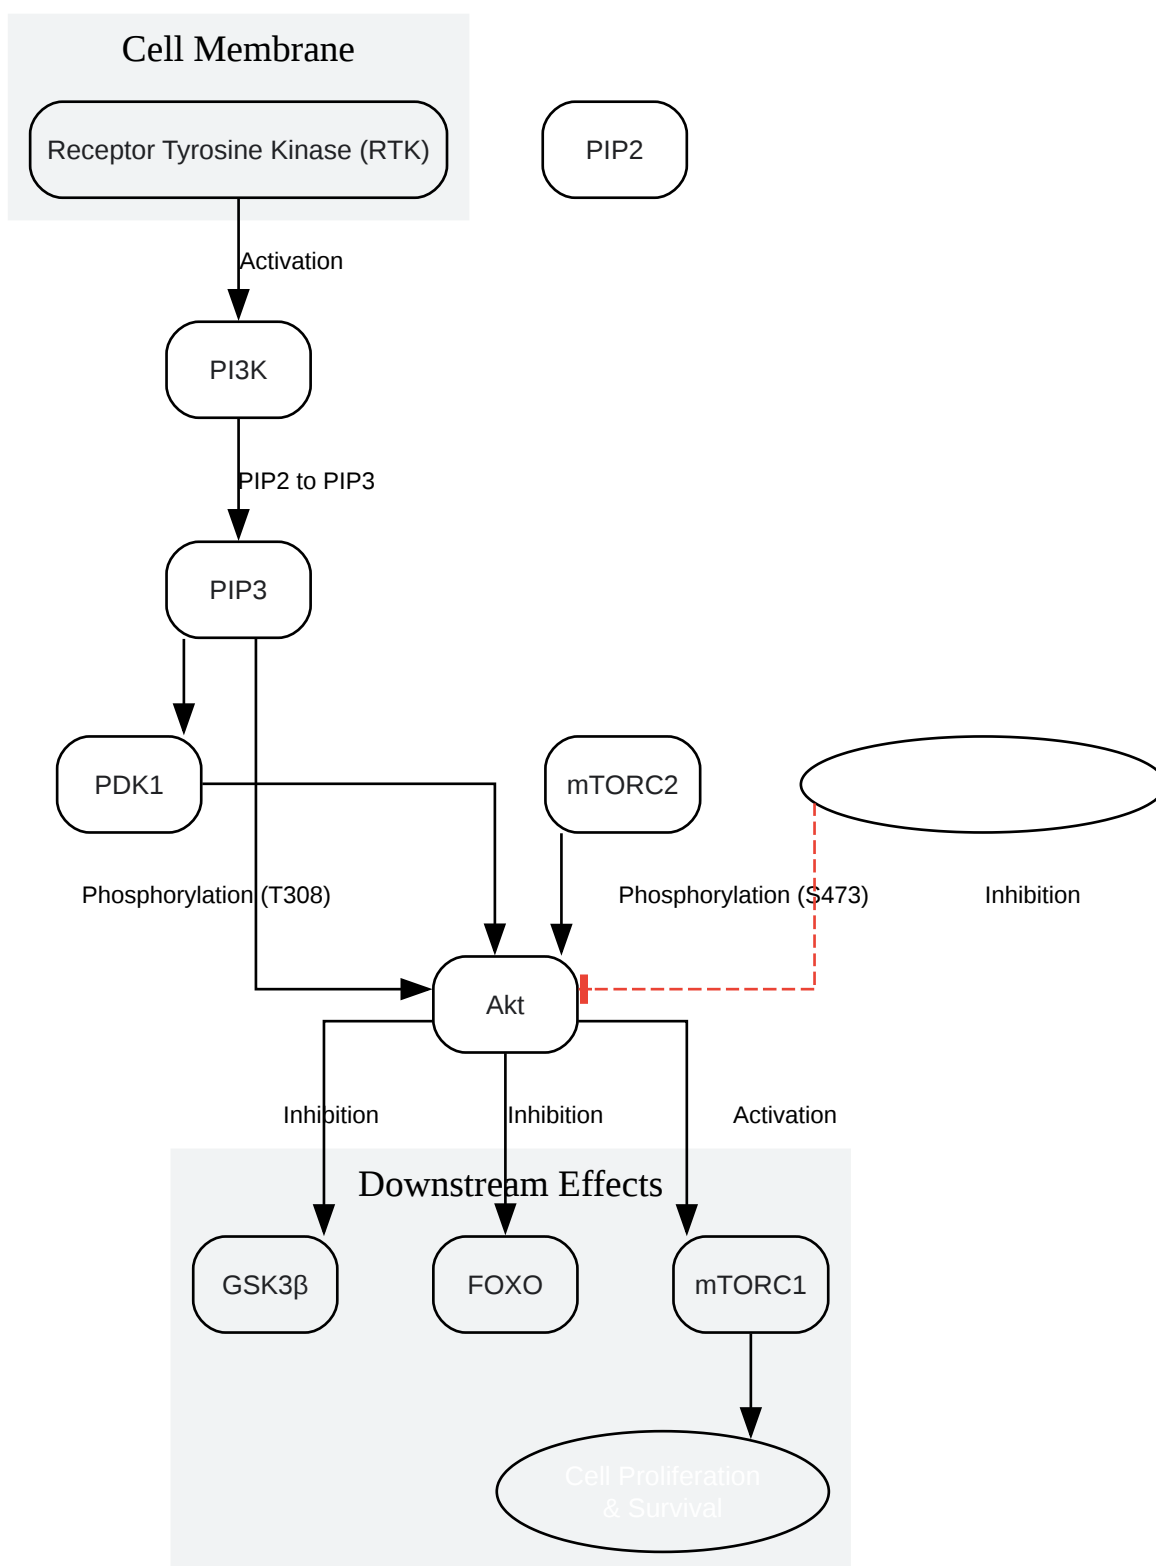 Cell Membrane
Receptor Tyrosine Kinase (RTK)
PIP2
Activation
PI3K
PIP2 to PIP3
PIP3
PDK1
mTORC2
Phosphorylation (T308)
Phosphorylation (S473)
Inhibition
Akt
Inhibition
Inhibition
Activation
Downstream Effects
GSK3β
FOXO
mTORC1
Cell Proliferation
& Survival